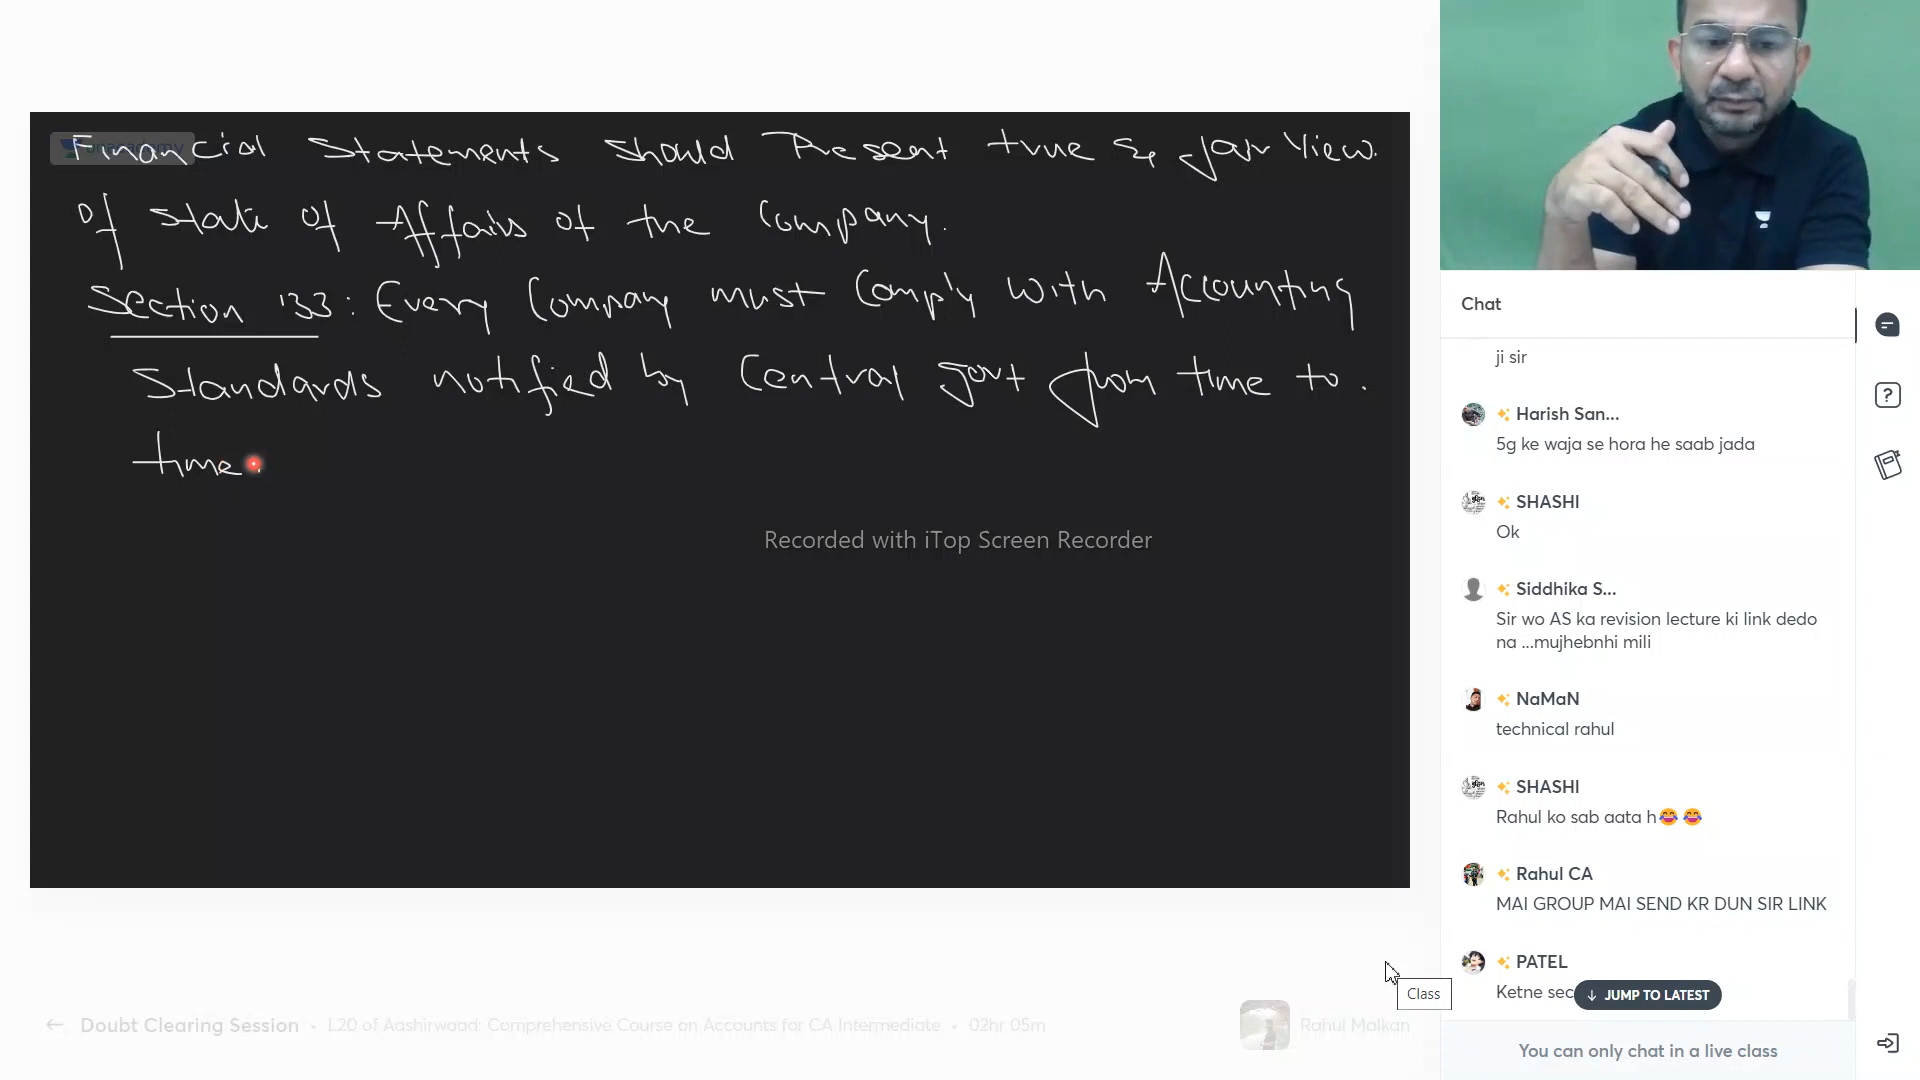 Financial Statements should Present true & fair View.
of state of Affairs of the Company.
Section 133: Every Company must Comply with Accounting
Standards notified by Central govt from time to.
time.
Recorded with iTop Screen Recorder
Chat
ji sir
Harish San...
5g ke waja se hora he saab jada
SHASHI
Ok
Siddhika S...
Sir wo AS ka revision lecture ki link dedo
na ...mujhebnhi mili
NaMaN
technical rahul
SHASHI
Rahul ko sab aata h😂 😂
Rahul CA
MAI GROUP MAI SEND KR DUN SIR LINK
PATEL
Ketne sec
↓ JUMP TO LATEST
Class
← Doubt Clearing Session • L20 of Aashirwaad: Comprehensive Course on Accounts for CA Intermediate • 02hr 05m
Rahul Malkan
You can only chat in a live class